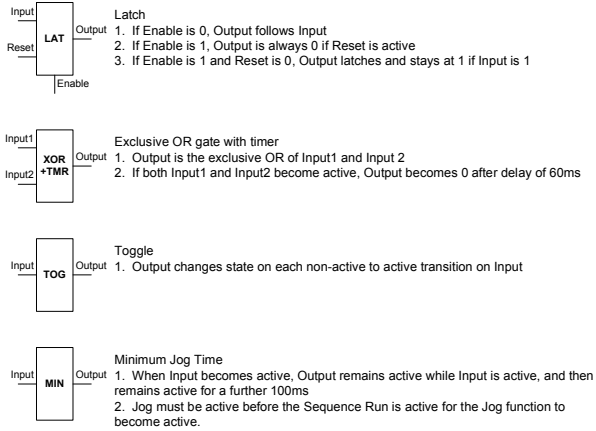 Input
Reset
LAT
Output
Enable
Latch
1. If Enable is 0, Output follows Input
2. If Enable is 1, Output is always 0 if Reset is active
3. If Enable is 1 and Reset is 0, Output latches and stays at 1 if Input is 1
Input1
Input2
XOR
+TMR
Output
Exclusive OR gate with timer
1. Output is the exclusive OR of Input1 and Input 2
2. If both Input1 and Input2 become active, Output becomes 0 after delay of 60ms
Input
TOG
Output
Toggle
1. Output changes state on each non-active to active transition on Input
Input
MIN
Output
Minimum Jog Time
1. When Input becomes active, Output remains active while Input is active, and then
remains active for a further 100ms
2. Jog must be active before the Sequence Run is active for the Jog function to
become active.